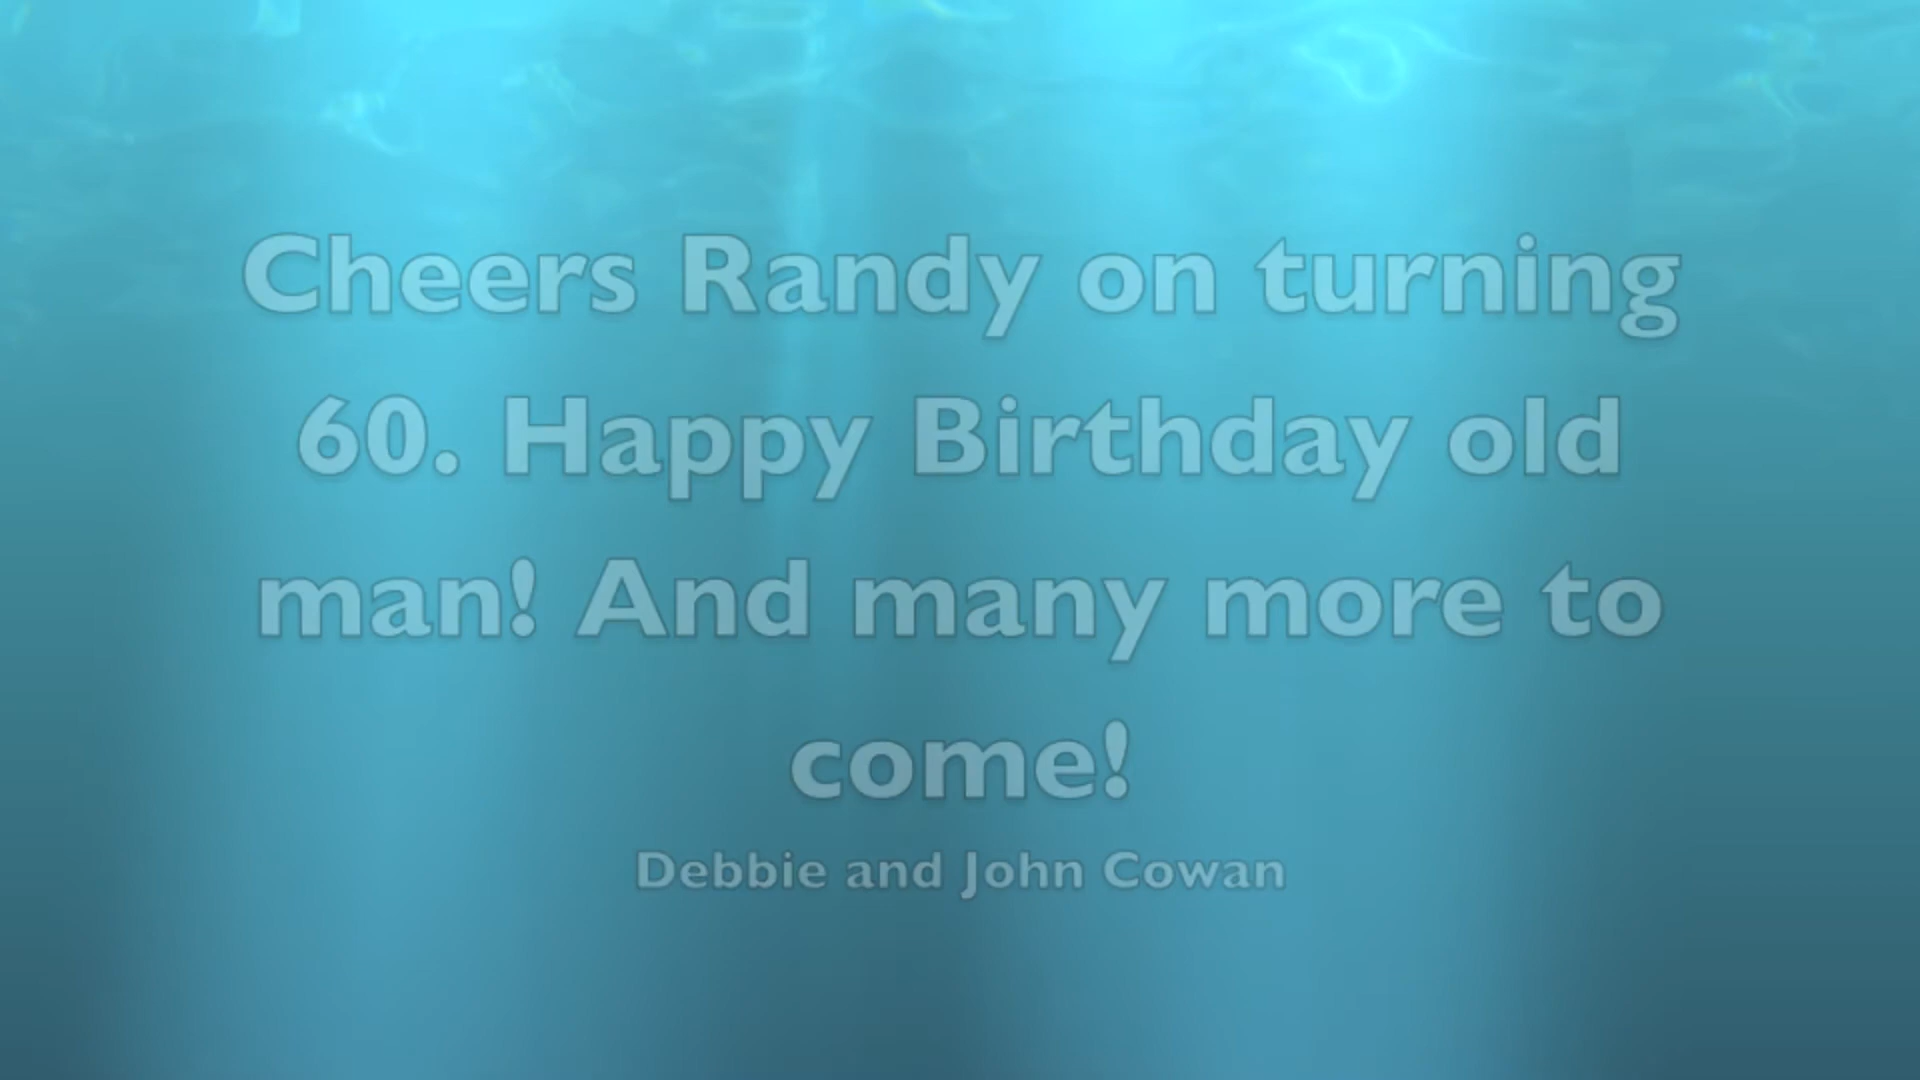 Cheers Randy on turning
60. Happy Birthday old
man! And many more to
come!
Debbie and John Cowan